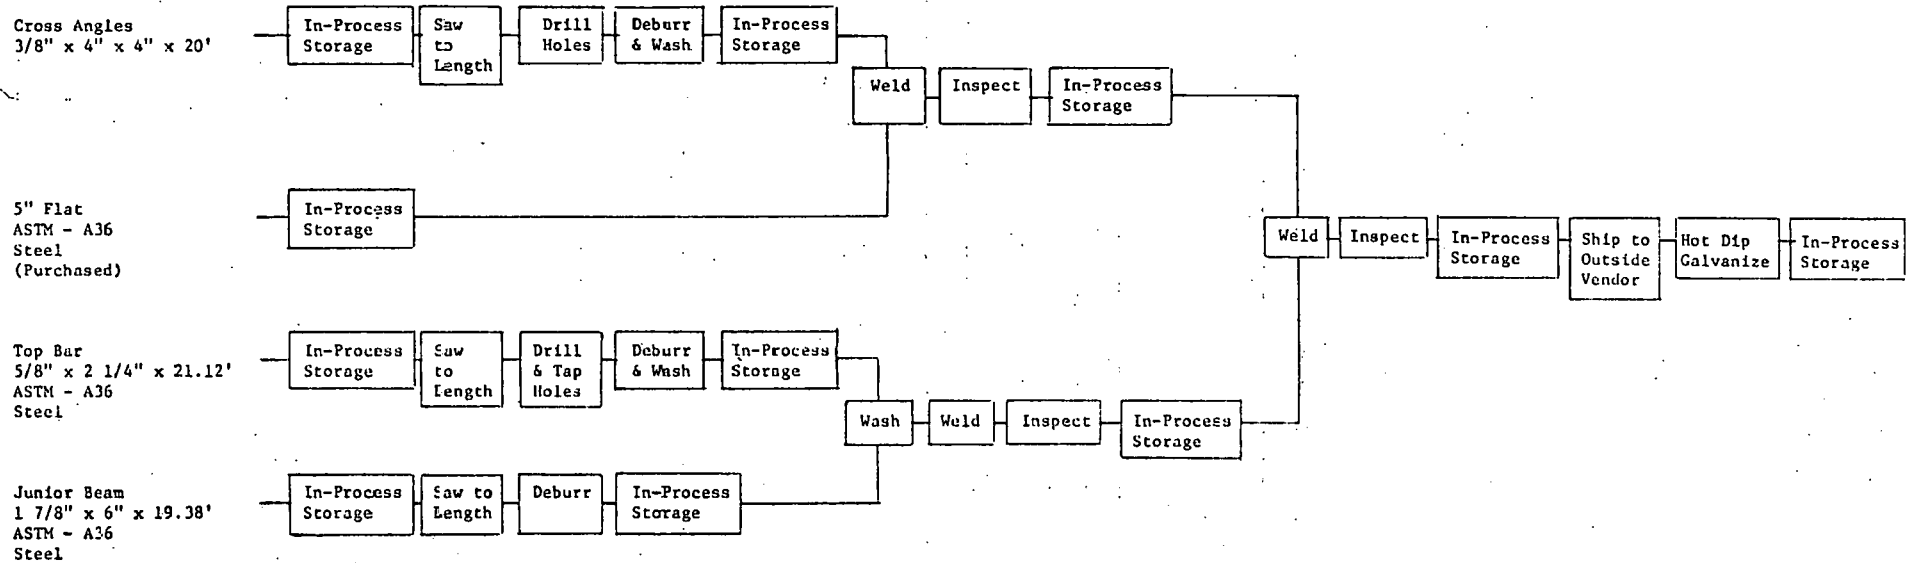 Cross Angles
3/8" x 4" x 4" x 20'
In-Process
Storage
Saw
to
Length
Drill
Holes
Deburr
& Wash
In-Process
Storage
Weld
Inspect
In-Process
Storage
5" Flat
ASTM - A36
Steel
(Purchased)
In-Process
Storage
Weld
Inspect
In-Process
Storage
Ship to
Outside
Vendor
Hot Dip
Galvanize
In-Process
Storage
Top Bar
5/8" x 2 1/4" x 21.12'
ASTM - A36
Steel
In-Process
Storage
Saw
to
Length
Drill
& Tap
Holes
Deburr
& Wash
In-Process
Storage
Wash
Weld
Inspect
In-Process
Storage
Junior Beam
1 7/8" x 6" x 19.38'
ASTM - A36
Steel
In-Process
Storage
Saw to
Length
Deburr
In-Process
Storage